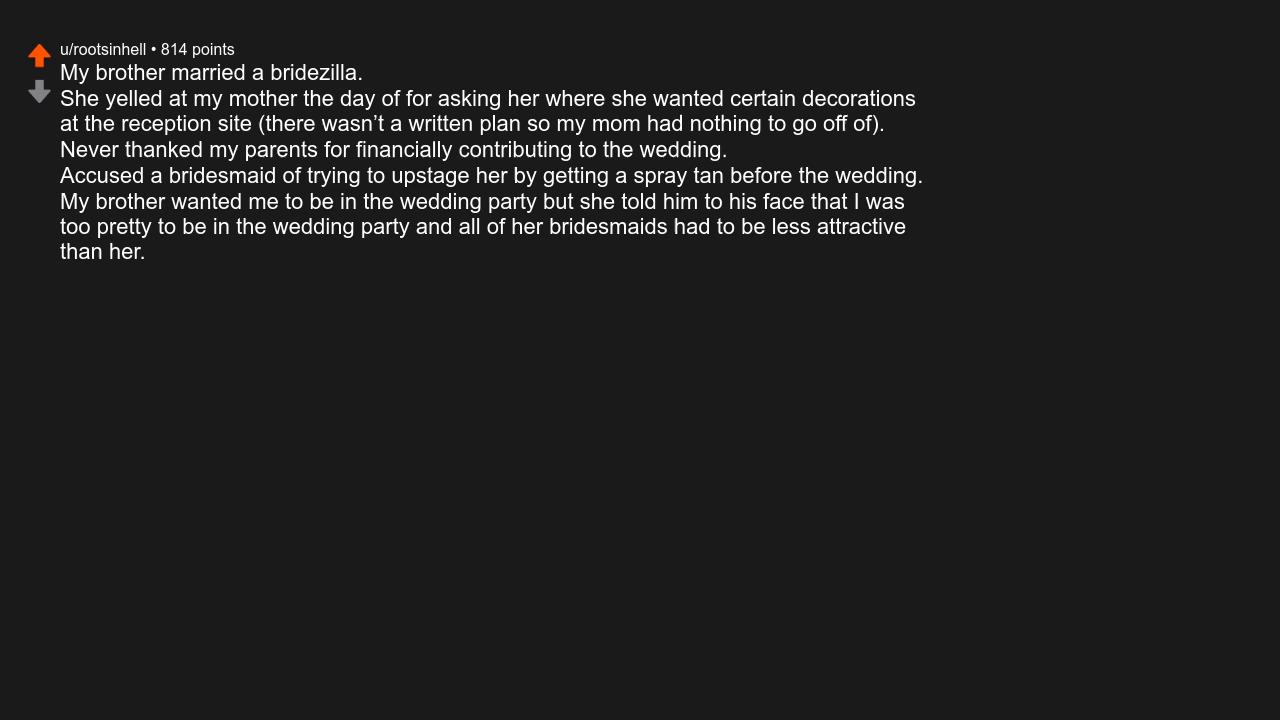 u/rootsinhell • 814 points
My brother married a bridezilla.
She yelled at my mother the day of for asking her where she wanted certain decorations
at the reception site (there wasn’t a written plan so my mom had nothing to go off of).
Never thanked my parents for financially contributing to the wedding.
Accused a bridesmaid of trying to upstage her by getting a spray tan before the wedding.
My brother wanted me to be in the wedding party but she told him to his face that I was
too pretty to be in the wedding party and all of her bridesmaids had to be less attractive
than her.